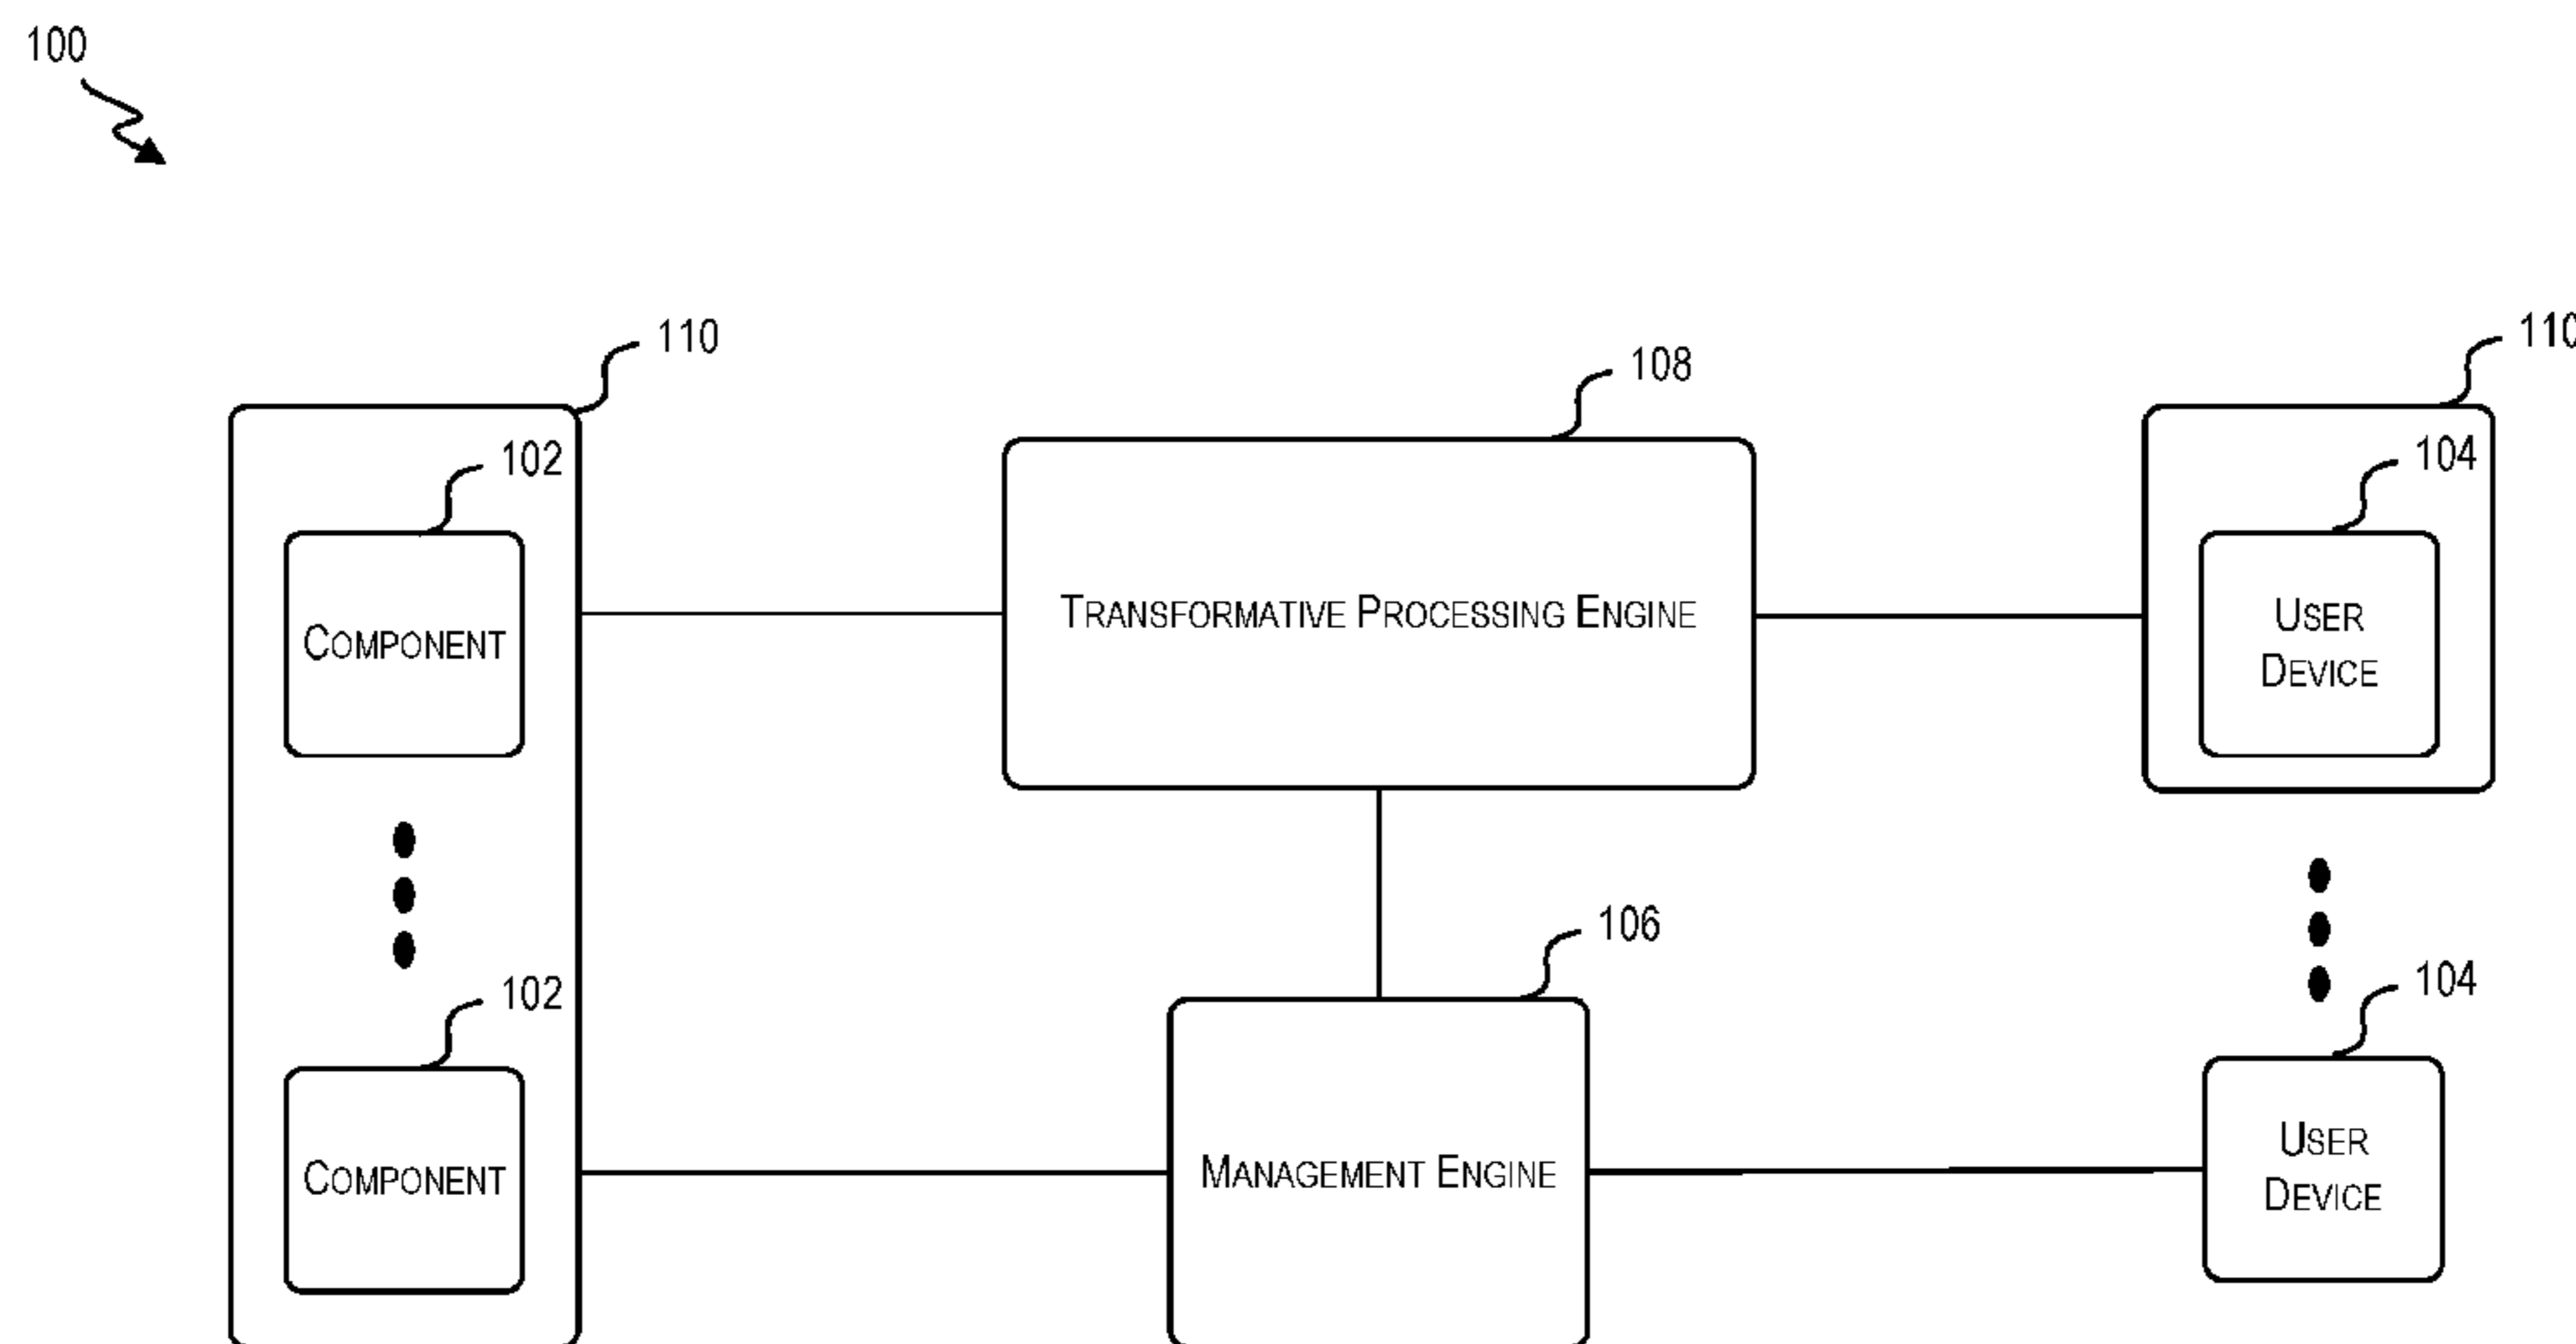 100
110
108
110
102
104
COMPONENT
TRANSFORMATIVE PROCESSING ENGINE
USER
DEVICE
106
102
104
COMPONENT
MANAGEMENT ENGINE
USER
DEVICE